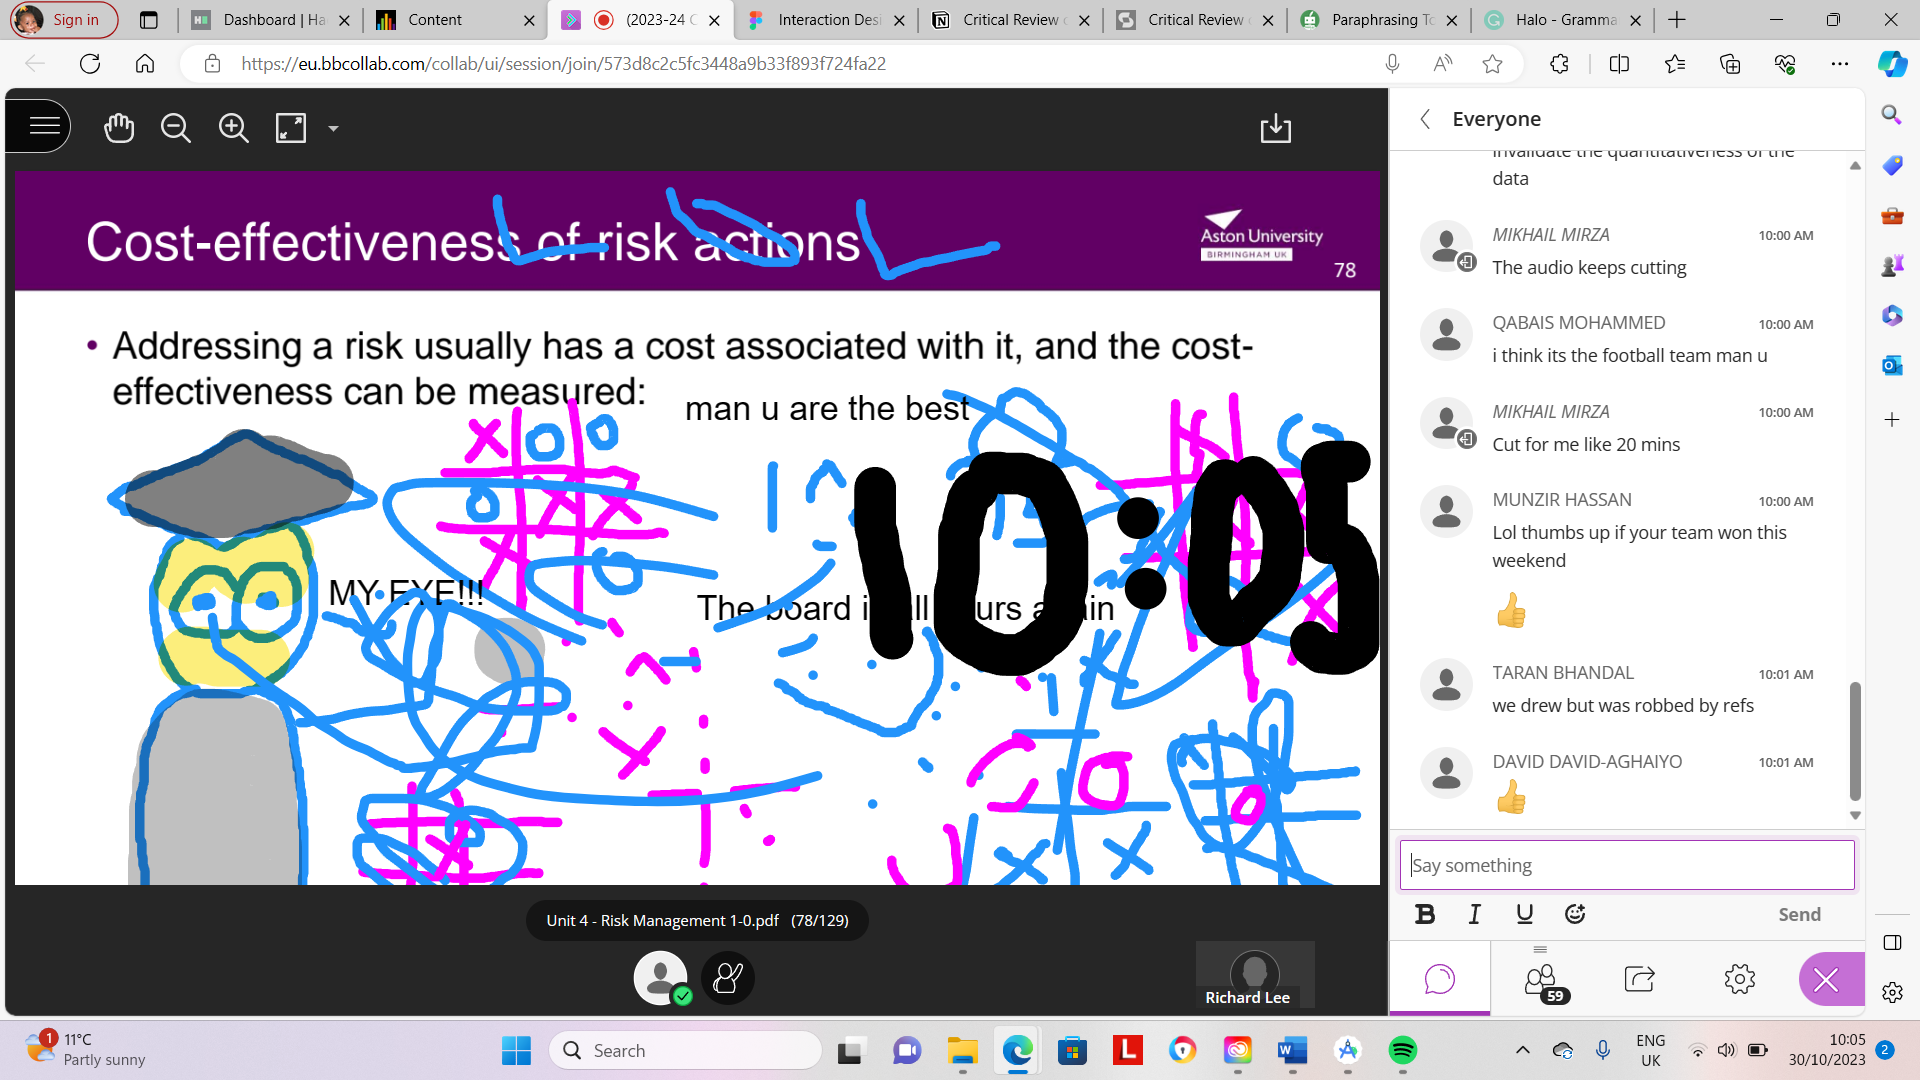 Sign in
Dashboard | Ha
Content
(2023-24 C
Interaction Desi
Critical Review o
Critical Review o
Paraphrasing To
Halo - Gramma
https://eu.bbcollab.com/collab/ui/session/join/573d8c2c5fc3448a9b33f893f724fa22
Cost-effectiveness of risk actions
Aston University
BIRMINGHAM UK
78
• Addressing a risk usually has a cost associated with it, and the cost-
effectiveness can be measured:
man u are the best
10:05
MY EYE!!!
The board
Unit 4 - Risk Management 1-0.pdf (78/129)
Richard Lee
Everyone
invalidate the quantitativeness of the
data
MIKHAIL MIRZA 10:00 AM
The audio keeps cutting
QABAIS MOHAMMED 10:00 AM
i think its the football team man u
MIKHAIL MIRZA 10:00 AM
Cut for me like 20 mins
MUNZIR HASSAN 10:00 AM
Lol thumbs up if your team won this
weekend
👍
TARAN BHANDAL 10:01 AM
we drew but was robbed by refs
DAVID DAVID-AGHAIYO 10:01 AM
👍
Say something
B I U Send
59
1
11°C
Partly sunny
Search
ENG
UK
10:05
30/10/2023
2